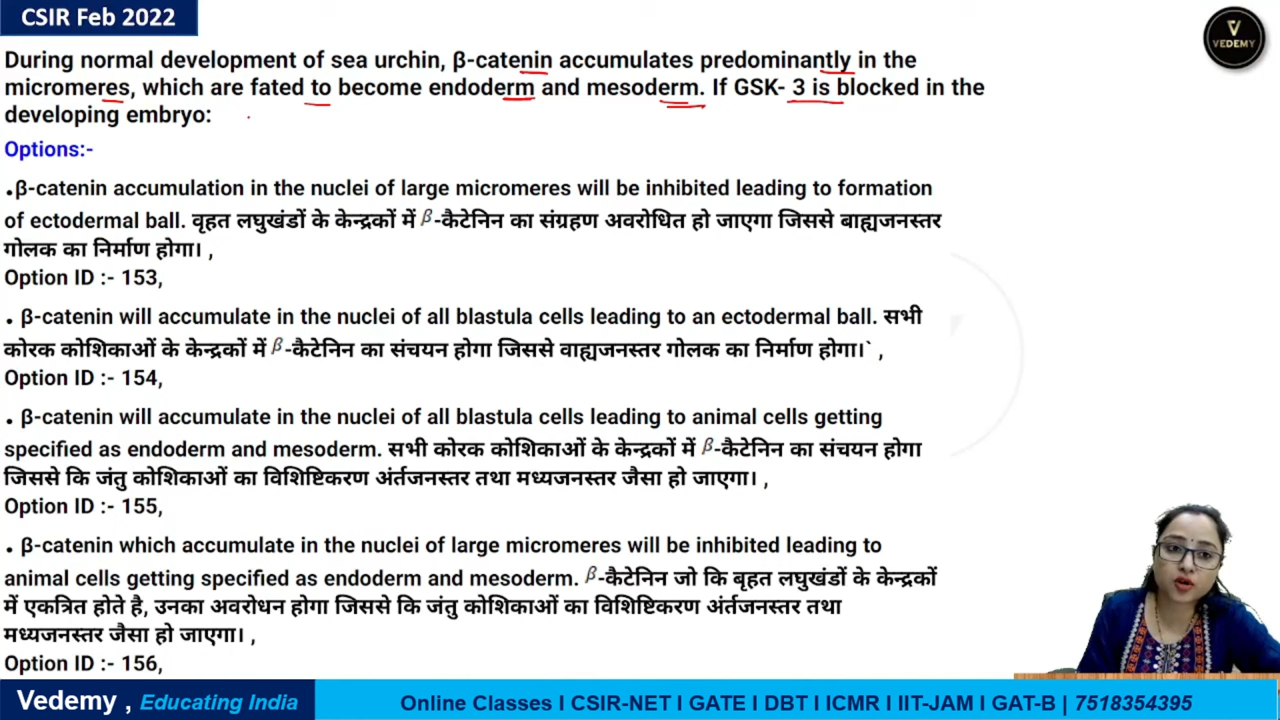 CSIR Feb 2022
VEDEMY
During normal development of sea urchin, β-catenin accumulates predominantly in the
micromeres, which are fated to become endoderm and mesoderm. If GSK- 3 is blocked in the
developing embryo:
Options:-
.β-catenin accumulation in the nuclei of large micromeres will be inhibited leading to formation
of ectodermal ball. वृहत लघुखंडों के केन्द्रकों में β-कैटेनिन का संग्रहण अवरोधित हो जाएगा जिससे बाह्यजनस्तर
गोलक का निर्माण होगा। ,
Option ID :- 153,
. β-catenin will accumulate in the nuclei of all blastula cells leading to an ectodermal ball. सभी
कोरक कोशिकाओं के केन्द्रकों में β-कैटेनिन का संचयन होगा जिससे वाह्यजनस्तर गोलक का निर्माण होगा।` ,
Option ID :- 154,
. β-catenin will accumulate in the nuclei of all blastula cells leading to animal cells getting
specified as endoderm and mesoderm. सभी कोरक कोशिकाओं के केन्द्रकों में β-कैटेनिन का संचयन होगा
जिससे कि जंतु कोशिकाओं का विशिष्टिकरण अंर्तजनस्तर तथा मध्यजनस्तर जैसा हो जाएगा। ,
Option ID :- 155,
. β-catenin which accumulate in the nuclei of large micromeres will be inhibited leading to
animal cells getting specified as endoderm and mesoderm. β-कैटेनिन जो कि बृहत लघुखंडों के केन्द्रकों
में एकत्रित होते है, उनका अवरोधन होगा जिससे कि जंतु कोशिकाओं का विशिष्टिकरण अंर्तजनस्तर तथा
मध्यजनस्तर जैसा हो जाएगा। ,
Option ID :- 156,
Vedemy , Educating India
Online Classes I CSIR-NET I GATE I DBT I ICMR I IIT-JAM I GAT-B | 7518354395